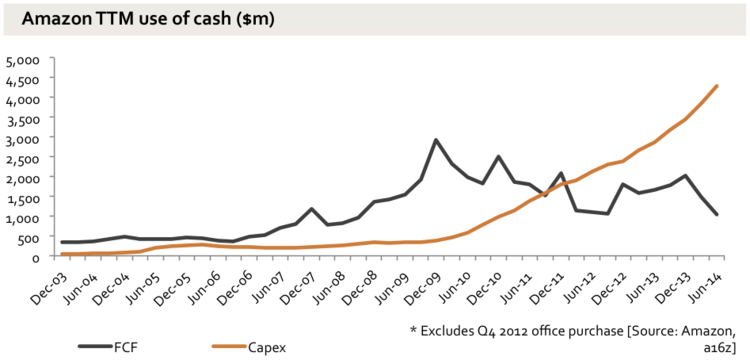 Amazon TTM use of cash ($m)
5,000
4,500
4,000
3,500
3,000
2,500
2,000
1,500
1,000
500
0
Dec-03
Jun-04
Dec-04
Jun-05
Dec-05
Jun-06
Dec-06
Jun-07
Dec-07
Jun-08
Dec-08
Jun-09
Dec-09
Jun-10
Dec-10
Jun-11
Dec-11
Jun-12
Dec-12
Jun-13
Dec-13
Jun-14
FCF
Capex
* Excludes Q4 2012 office purchase [Source: Amazon,
a16z]